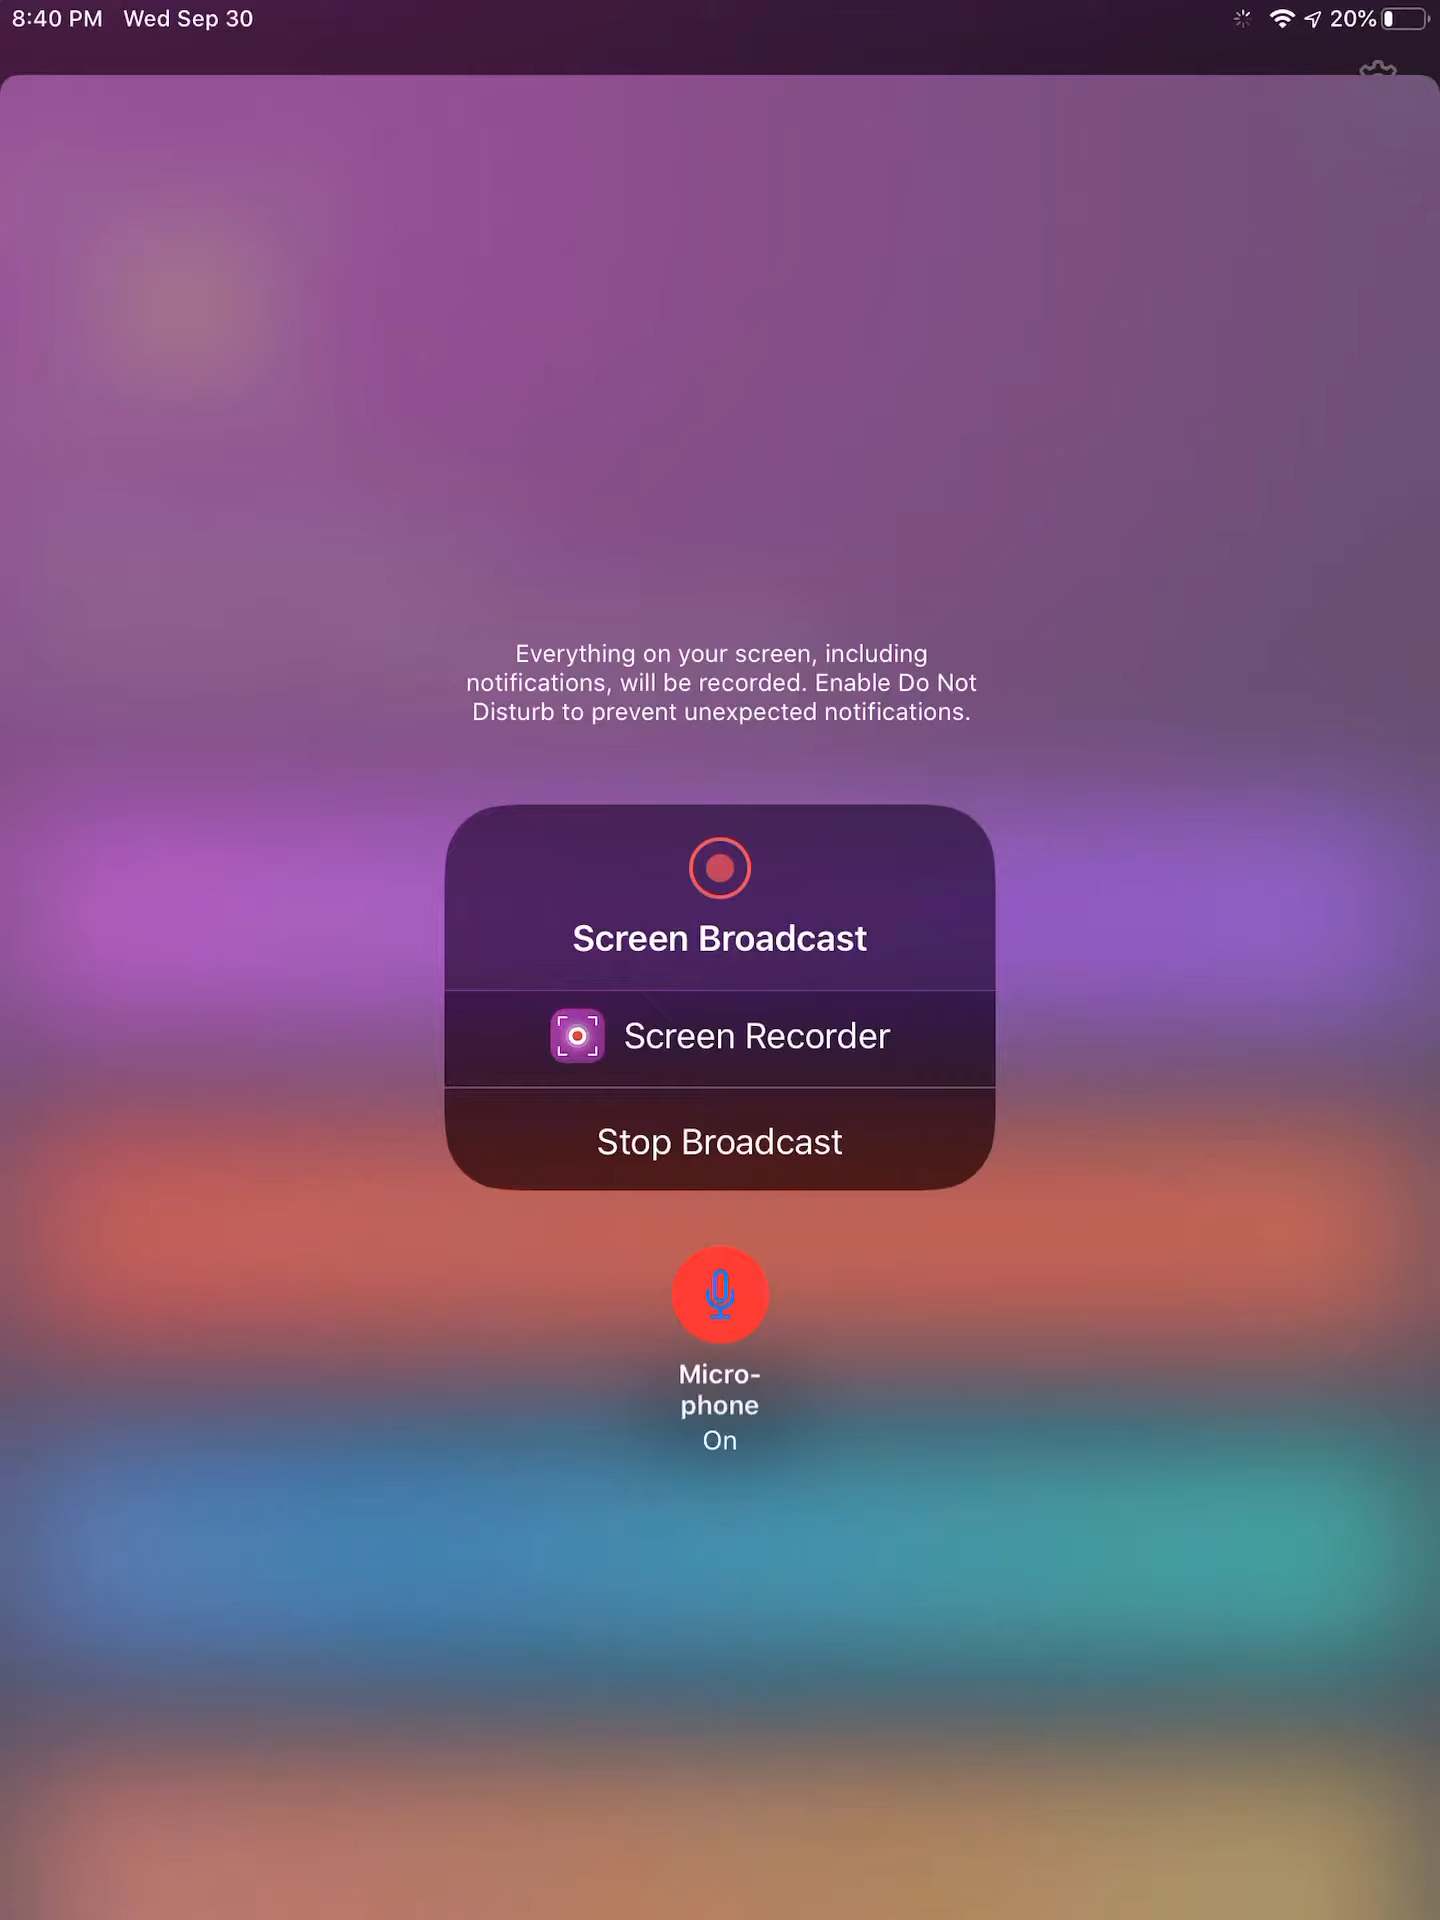 8:40 PM Wed Sep 30
20%
Everything on your screen, including
notifications, will be recorded. Enable Do Not
Disturb to prevent unexpected notifications.
Screen Broadcast
Screen Recorder
Stop Broadcast
Micro-
phone
On